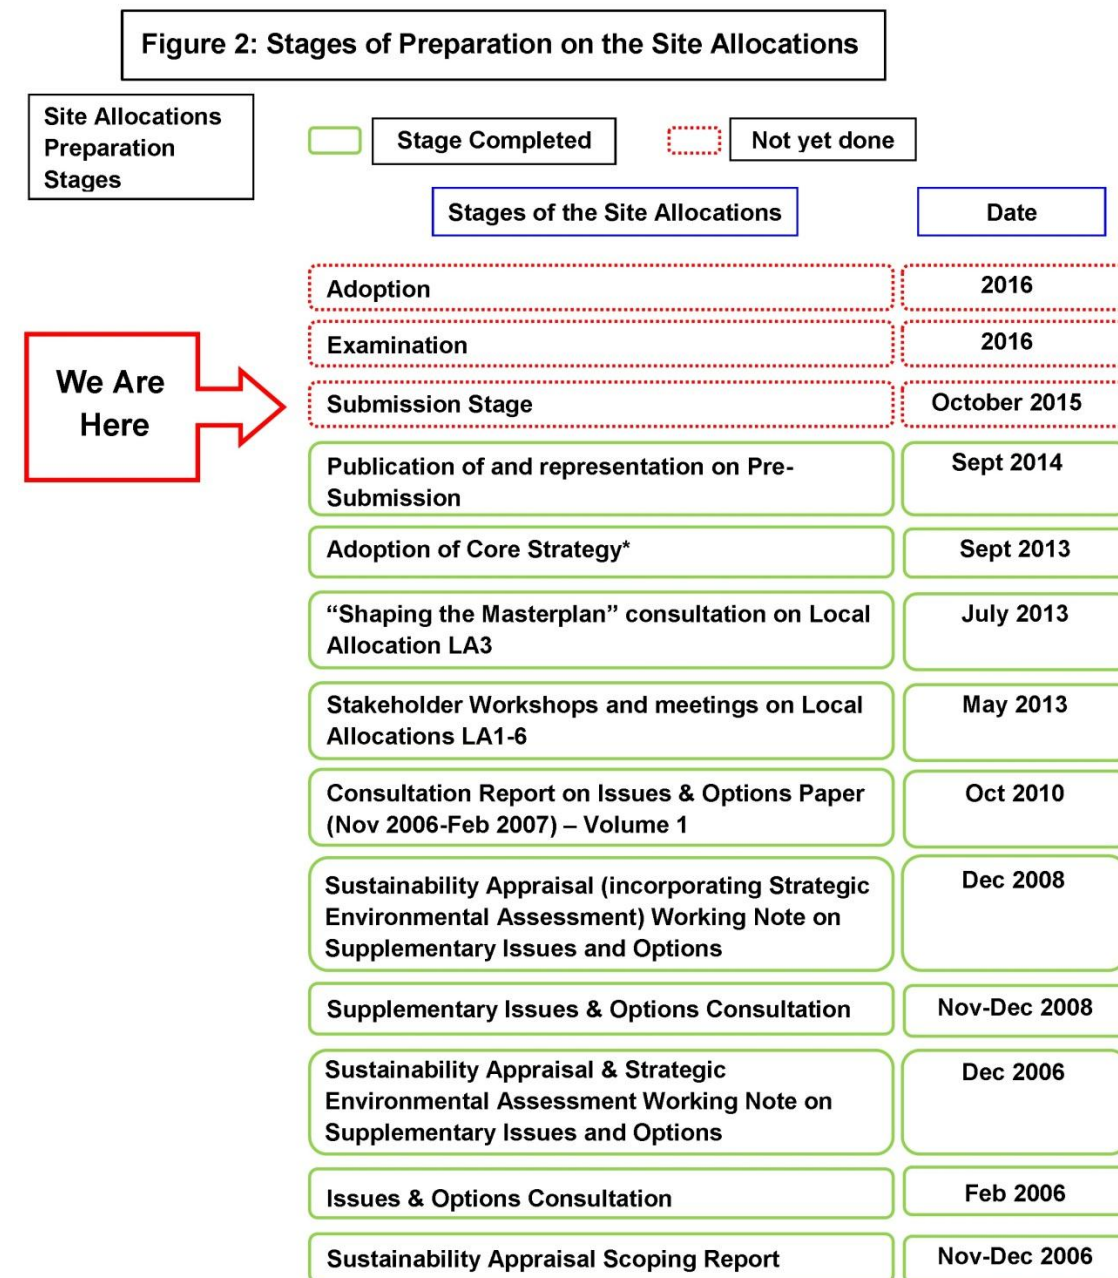 Figure 2: Stages of Preparation on the Site Allocations
Site Allocations
Preparation
Stages
Stage Completed
Not yet done
Stages of the Site Allocations
Date
Adoption
2016
Examination
2016
We Are
Here
Submission Stage
October 2015
Publication of and representation on Pre-
Submission
Sept 2014
Adoption of Core Strategy*
Sept 2013
“Shaping the Masterplan” consultation on Local
Allocation LA3
July 2013
Stakeholder Workshops and meetings on Local
Allocations LA1-6
May 2013
Consultation Report on Issues & Options Paper
(Nov 2006-Feb 2007) – Volume 1
Oct 2010
Sustainability Appraisal (incorporating Strategic
Environmental Assessment) Working Note on
Supplementary Issues and Options
Dec 2008
Supplementary Issues & Options Consultation
Nov-Dec 2008
Sustainability Appraisal & Strategic
Environmental Assessment Working Note on
Supplementary Issues and Options
Dec 2006
Issues & Options Consultation
Feb 2006
Sustainability Appraisal Scoping Report
Nov-Dec 2006